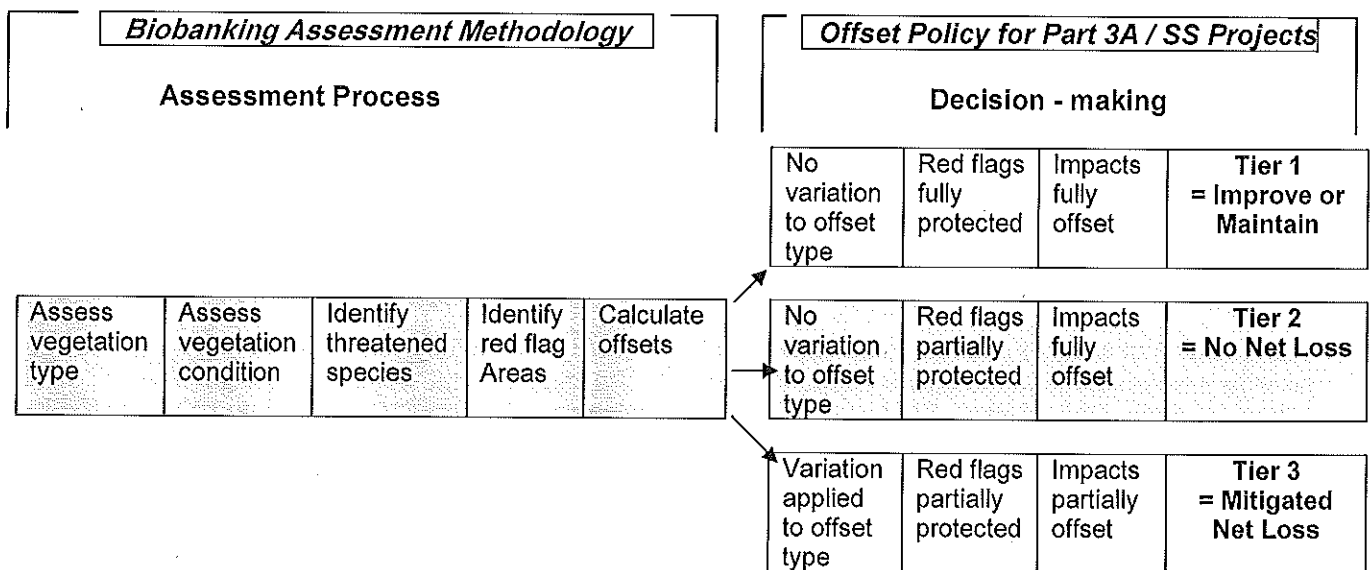 Biobanking Assessment Methodology
Assessment Process
Offset Policy for Part 3A / SS Projects
Decision - making
Assess
vegetation
type
Assess
vegetation
condition
Identify
threatened
species
Identify
red flag
Areas
Calculate
offsets
No
variation
to offset
type
Red flags
fully
protected
Impacts
fully
offset
Tier 1
= Improve or
Maintain
No
variation
to offset
type
Red flags
partially
protected
Impacts
fully
offset
Tier 2
= No Net Loss
Variation
applied
to offset
type
Red flags
partially
protected
Impacts
partially
offset
Tier 3
= Mitigated
Net Loss